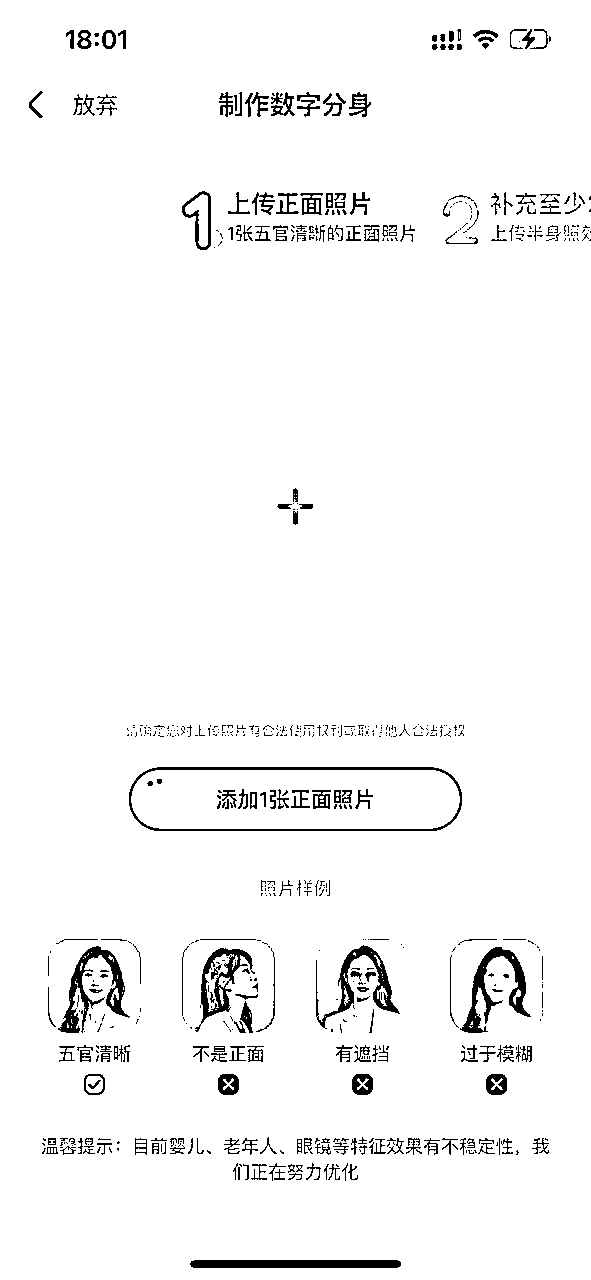 18:01
放弃
制作数字分身
1 上传正面照片
1张五官清晰的正面照片
2 补充至少
上传半身照效
请确定您对上传照片有合法使用权利或取得他人合法授权
添加1张正面照片
照片样例
五官清晰
不是正面
有遮挡
过于模糊
温馨提示：目前婴儿、老年人、眼镜等特征效果有不稳定性，我
们正在努力优化